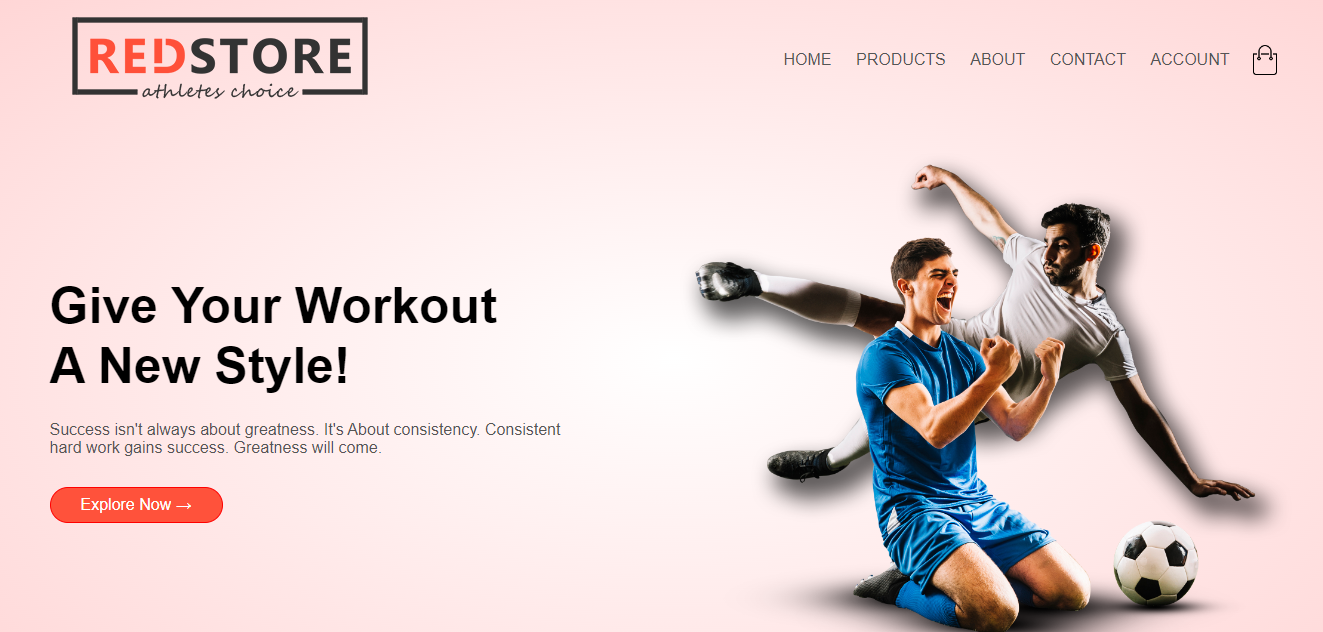 REDSTORE
athletes choice
HOME PRODUCTS ABOUT CONTACT ACCOUNT
Give Your Workout
A New Style!
Success isn't always about greatness. It's About consistency. Consistent
hard work gains success. Greatness will come.
Explore Now →